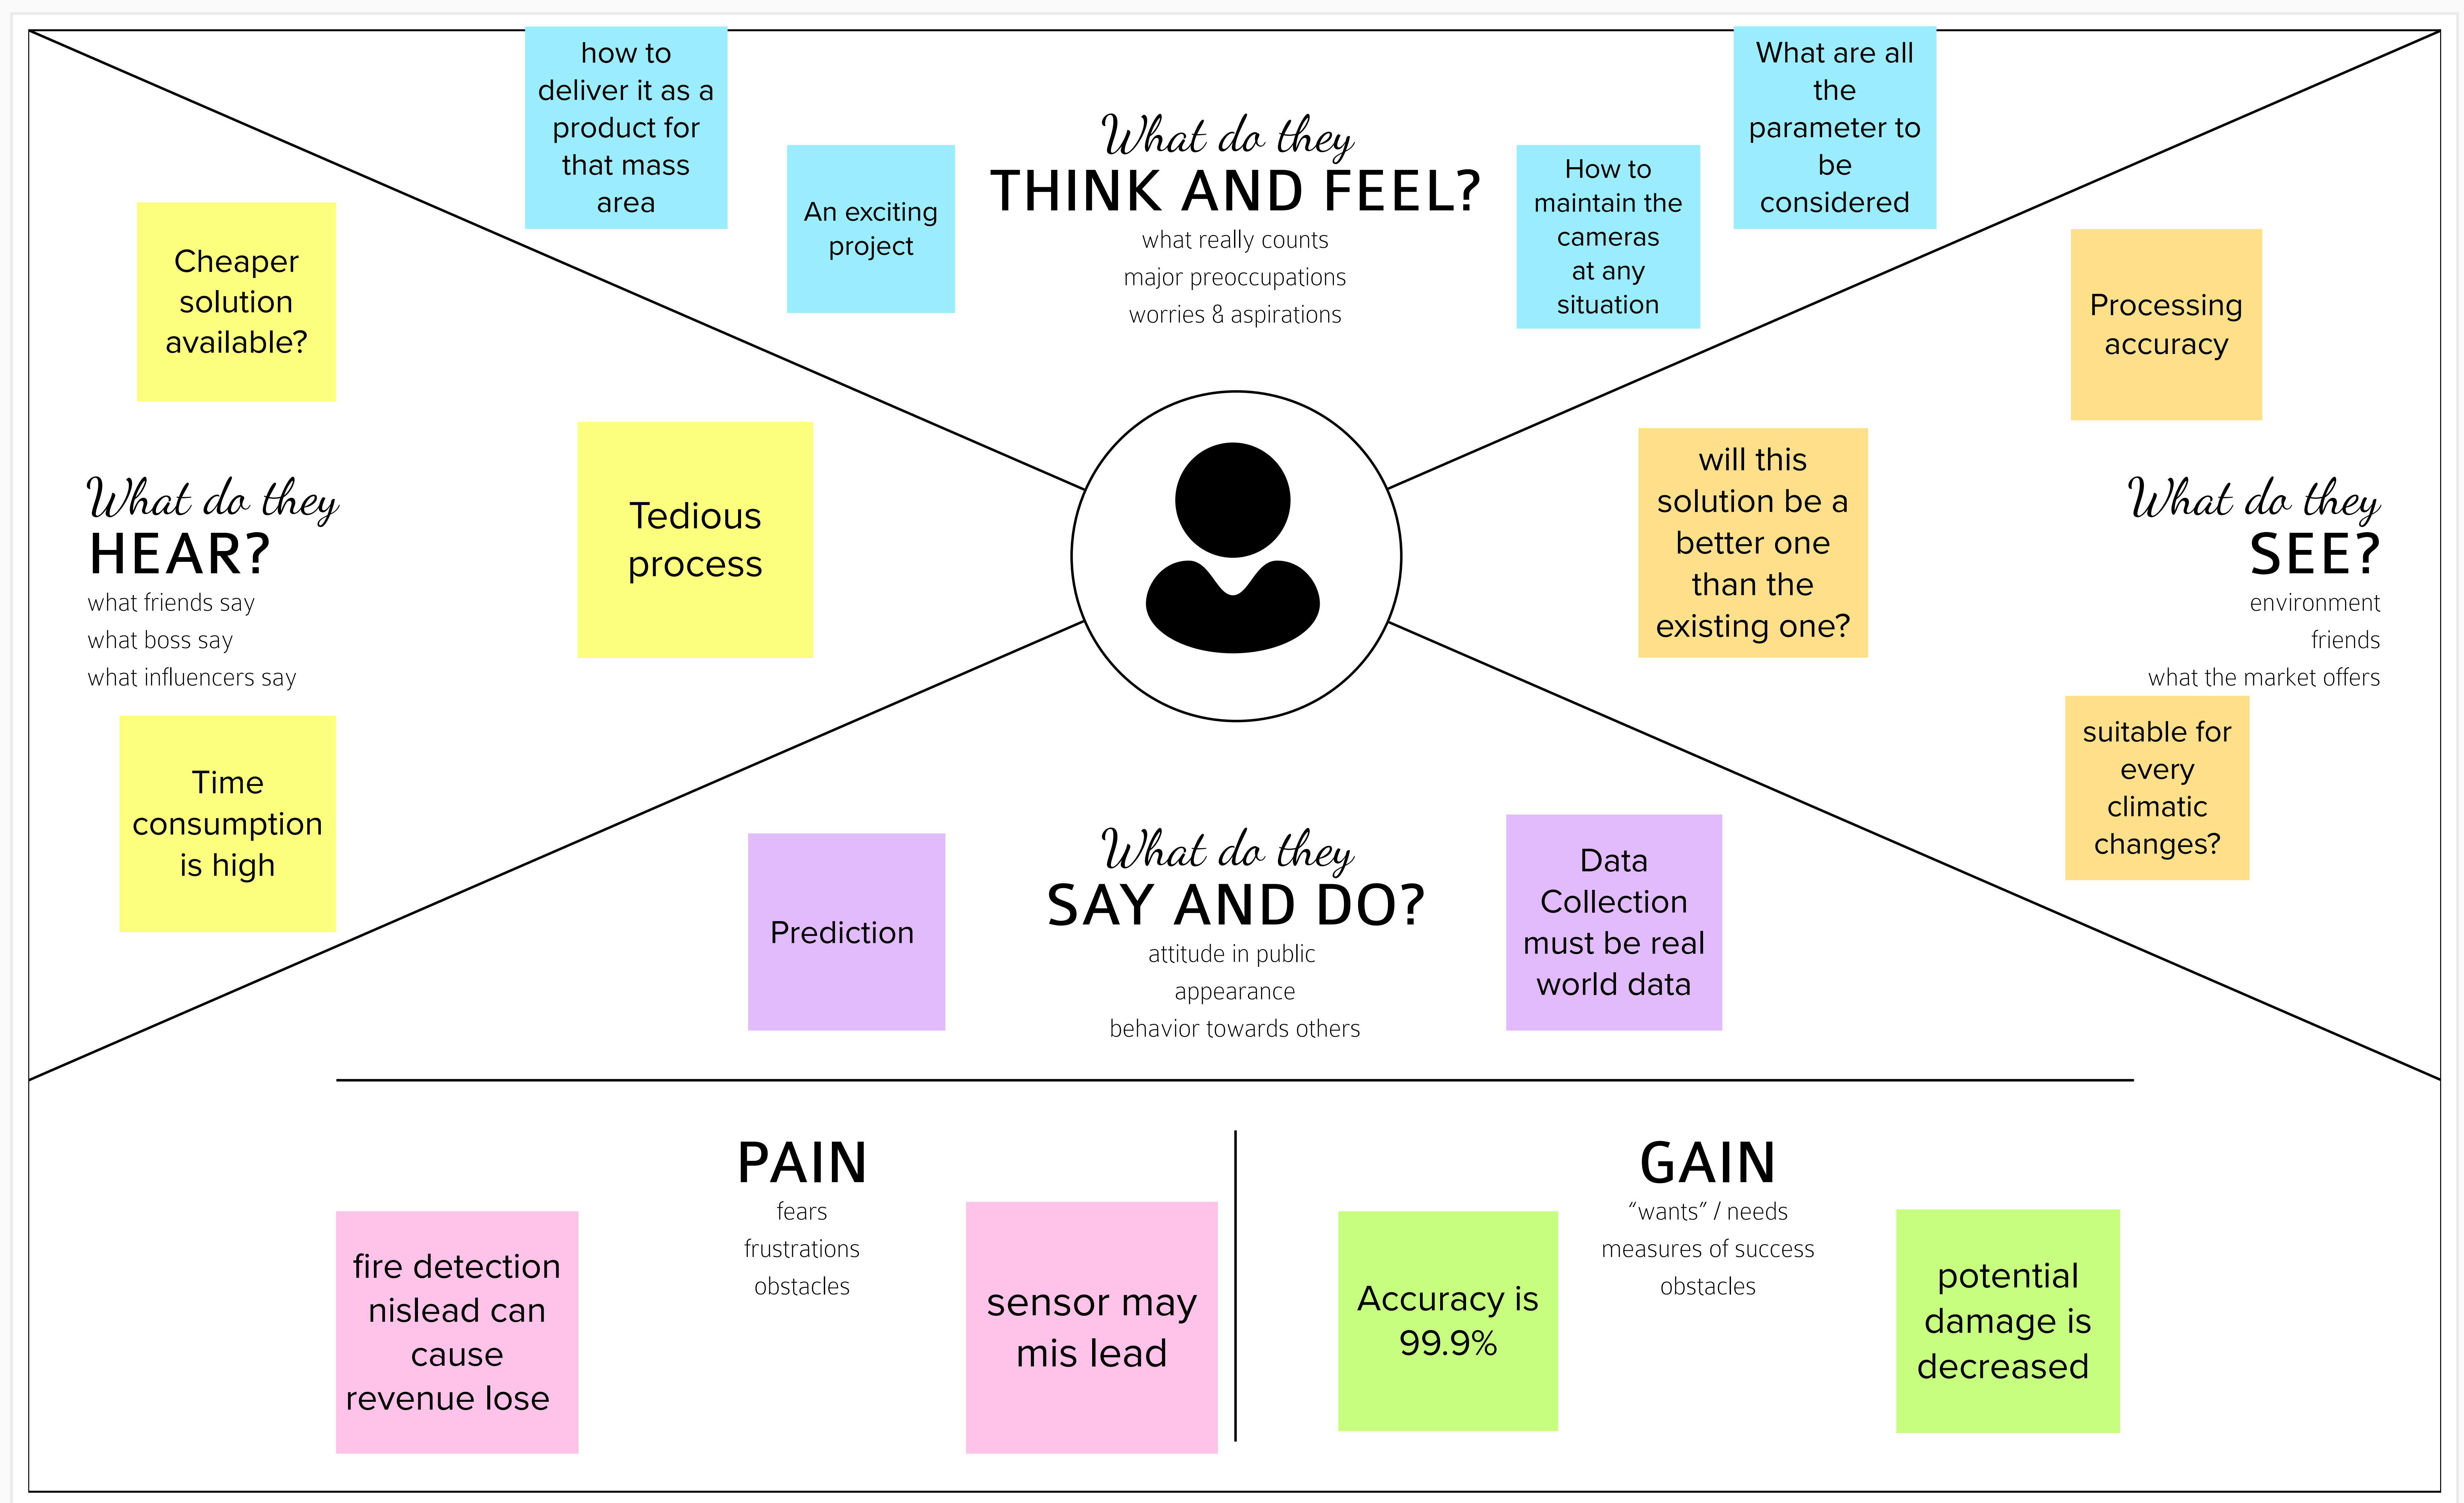 how to
deliver it as a
product for
that mass
area
An exciting
project
What do they
THINK AND FEEL?
what really counts
major preoccupations
worries & aspirations
How to
maintain the
cameras
at any
situation
What are all
the
parameter to
be
considered
Cheaper
solution
available?
Tedious
process
What do they
HEAR?
what friends say
what boss say
what influencers say
Time
consumption
is high
Processing
accuracy
will this
solution be a
better one
than the
existing one?
What do they
SEE?
environment
friends
what the market offers
suitable for
every
climatic
changes?
Prediction
What do they
SAY AND DO?
attitude in public
appearance
behavior towards others
Data
Collection
must be real
world data
PAIN
fears
frustrations
obstacles
fire detection
nislead can
cause
revenue lose
sensor may
mis lead
GAIN
“wants” / needs
measures of success
obstacles
Accuracy is
99.9%
potential
damage is
decreased